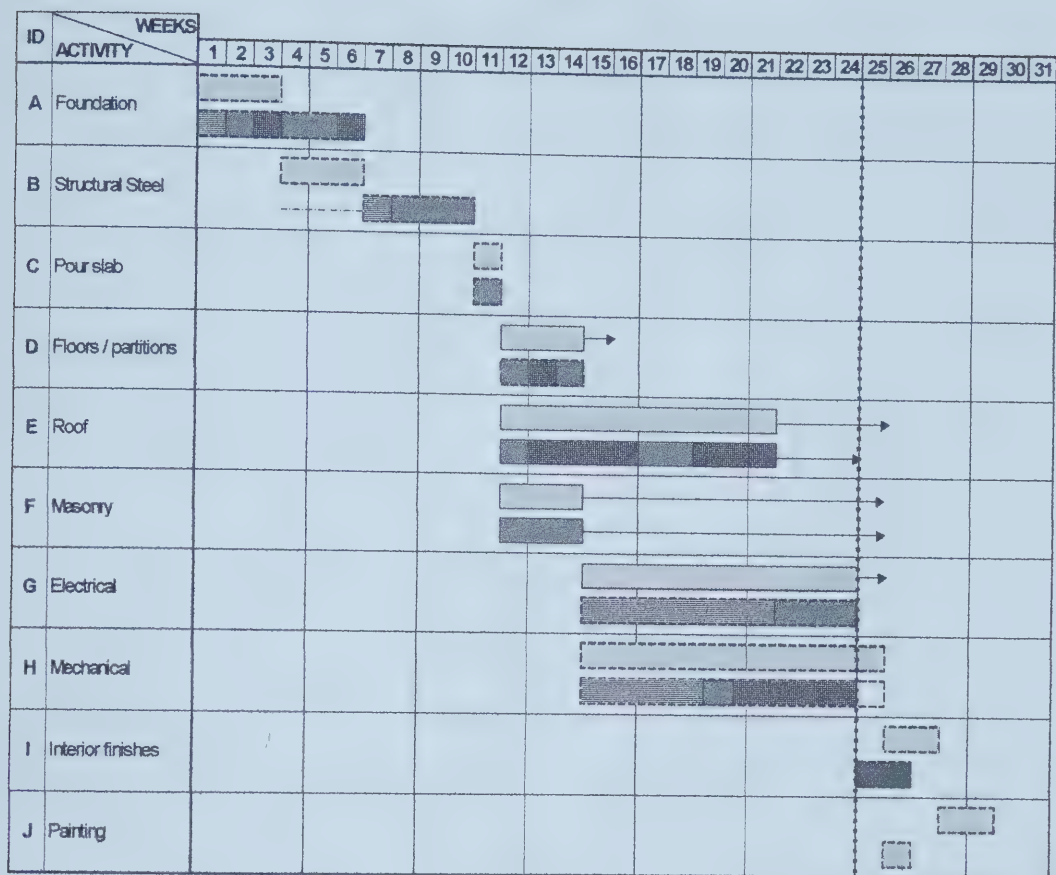 ID WEEKS
ACTIVITY 1 2 3 4 5 6 7 8 9 10 11 12 13 14 15 16 17 18 19 20 21 22 23 24 25 26 27 28 29 30 31
A Foundation
B Structural Steel
C Pour slab
D Floors / partitions
E Roof
F Masonry
G Electrical
H Mechanical
I Interior finishes
J Painting